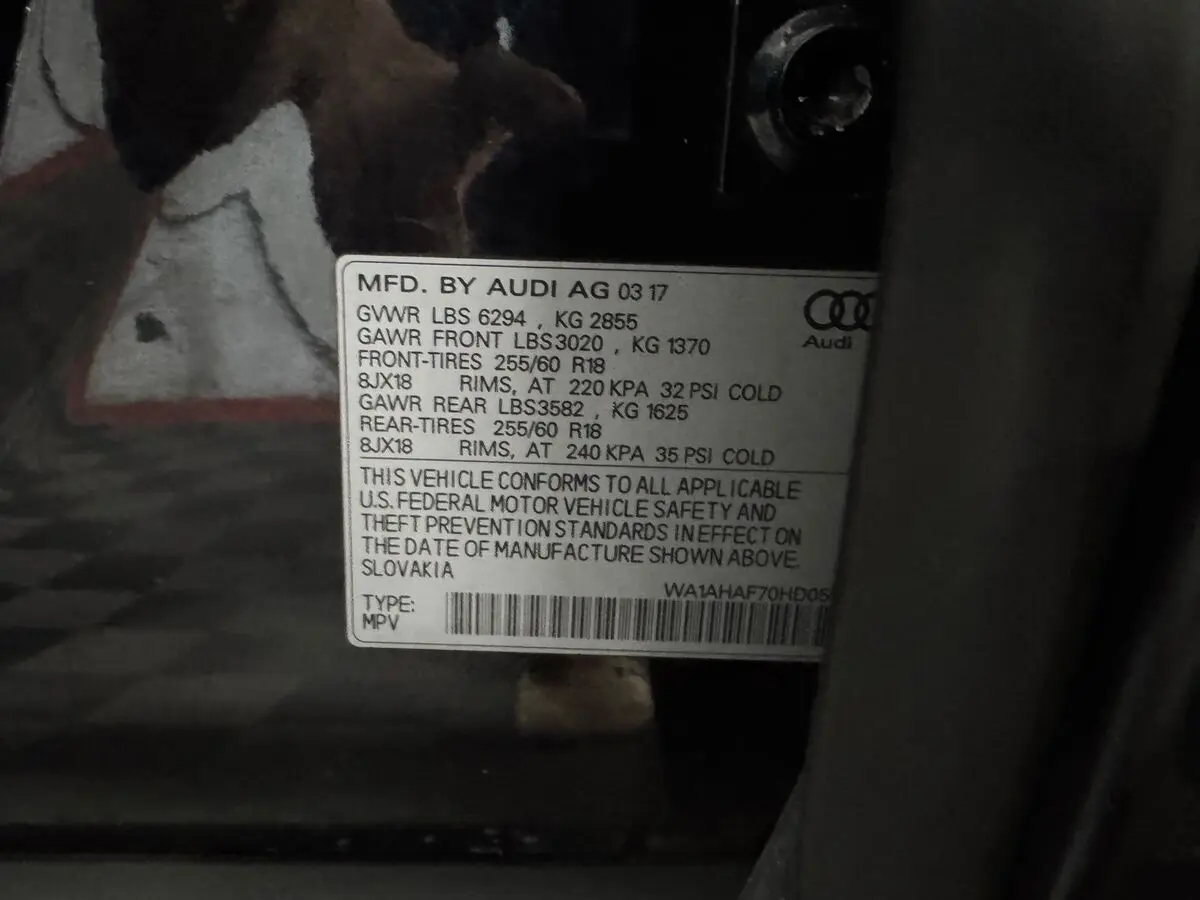 MFD. BY AUDI AG 03 17
GVWR LBS 6294 , KG 2855
GAWR FRONT LBS3020 , KG 1370
FRONT-TIRES 255/60 R18
8JX18 RIMS, AT 220 KPA 32 PSI COLD
GAWR REAR LBS3582 , KG 1625
REAR-TIRES 255/60 R18
8JX18 RIMS, AT 240 KPA 35 PSI COLD
Audi
THIS VEHICLE CONFORMS TO ALL APPLICABLE
U.S. FEDERAL MOTOR VEHICLE SAFETY AND
THEFT PREVENTION STANDARDS IN EFFECT ON
THE DATE OF MANUFACTURE SHOWN ABOVE.
SLOVAKIA
WA1AHAF70HD05
TYPE:
MPV